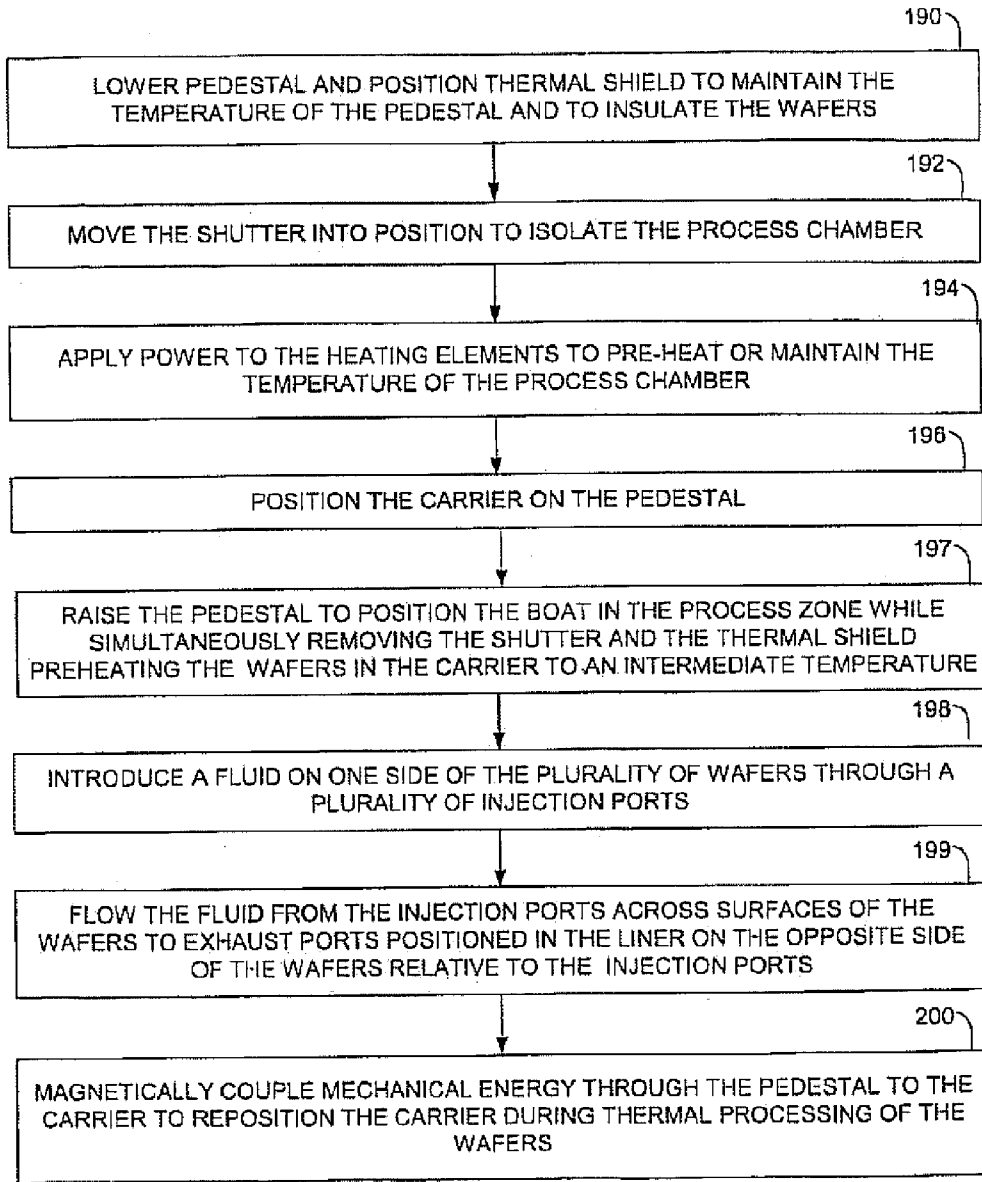 190
LOWER PEDESTAL AND POSITION THERMAL SHIELD TO MAINTAIN THE
TEMPERATURE OF THE PEDESTAL AND TO INSULATE THE WAFERS
192
MOVE THE SHUTTER INTO POSITION TO ISOLATE THE PROCESS CHAMBER
194
APPLY POWER TO THE HEATING ELEMENTS TO PRE-HEAT OR MAINTAIN THE
TEMPERATURE OF THE PROCESS CHAMBER
196
POSITION THE CARRIER ON THE PEDESTAL
197
RAISE THE PEDESTAL TO POSITION THE BOAT IN THE PROCESS ZONE WHILE
SIMULTANEOUSLY REMOVING THE SHUTTER AND THE THERMAL SHIELD
PREHEATING THE WAFERS IN THE CARRIER TO AN INTERMEDIATE TEMPERATURE
198
INTRODUCE A FLUID ON ONE SIDE OF THE PLURALITY OF WAFERS THROUGH A
PLURALITY OF INJECTION PORTS
199
FLOW THE FLUID FROM THE INJECTION PORTS ACROSS SURFACES OF THE
WAFERS TO EXHAUST PORTS POSITIONED IN THE LINER ON THE OPPOSITE SIDE
OF THE WAFERS RELATIVE TO THE INJECTION PORTS
200
MAGNETICALLY COUPLE MECHANICAL ENERGY THROUGH THE PEDESTAL TO THE
CARRIER TO REPOSITION THE CARRIER DURING THERMAL PROCESSING OF THE
WAFERS